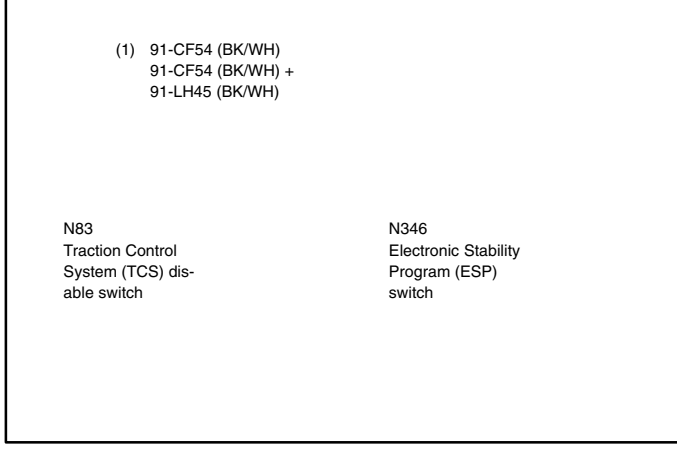 (1) 91-CF54 (BK/WH)
91-CF54 (BK/WH) +
91-LH45 (BK/WH)
N83
Traction Control
System (TCS) dis-
able switch
N346
Electronic Stability
Program (ESP)
switch